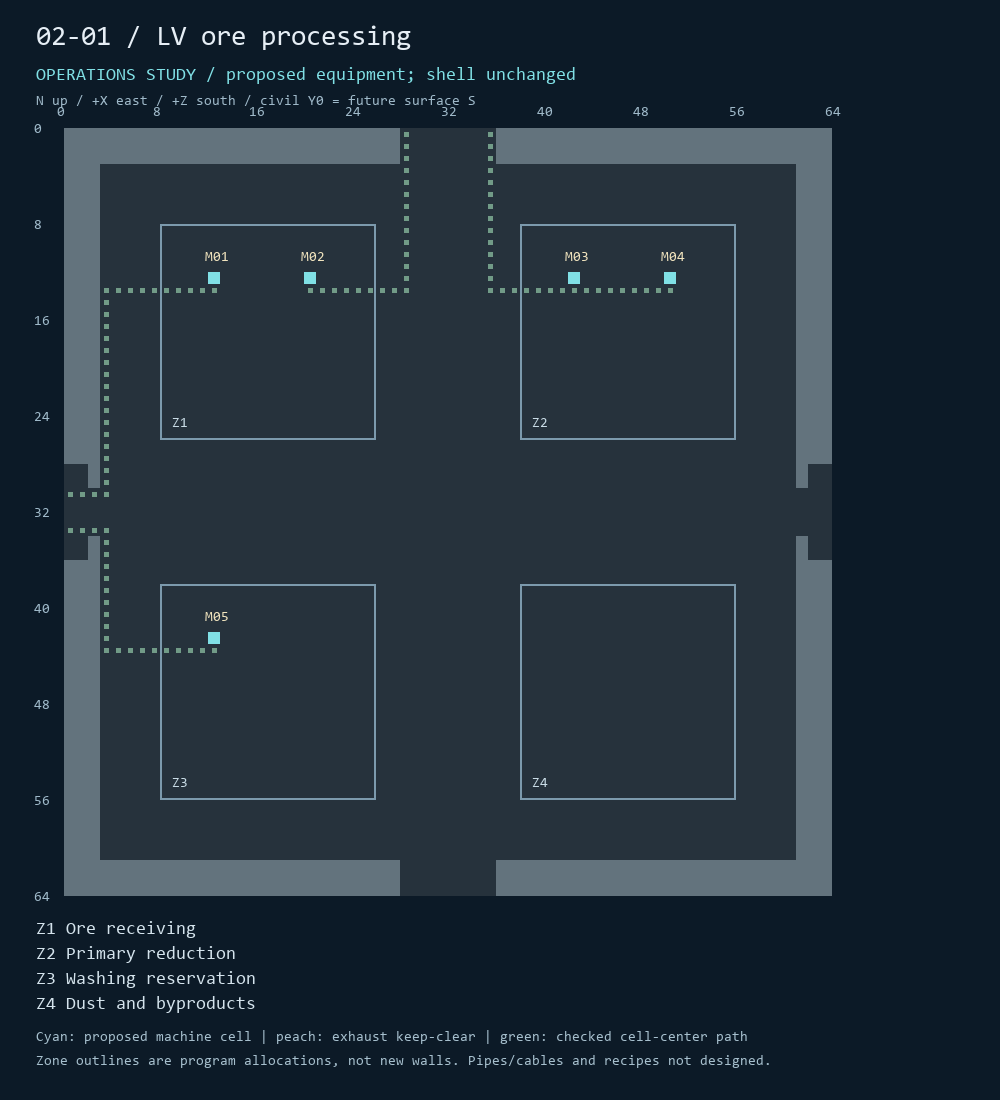 02-01 / LV ore processing
OPERATIONS STUDY / proposed equipment; shell unchanged
N up / +X east / +Z south / civil Y0 = future surface S
0 8 16 24 32 40 48 56 64
0
8
M01 M02 M03 M04
16
24
Z1 Z2
32
40
M05
48
Z3 Z4
56
64
Z1 Ore receiving
Z2 Primary reduction
Z3 Washing reservation
Z4 Dust and byproducts
Cyan: proposed machine cell | peach: exhaust keep-clear | green: checked cell-center path
Zone outlines are program allocations, not new walls. Pipes/cables and recipes not designed.